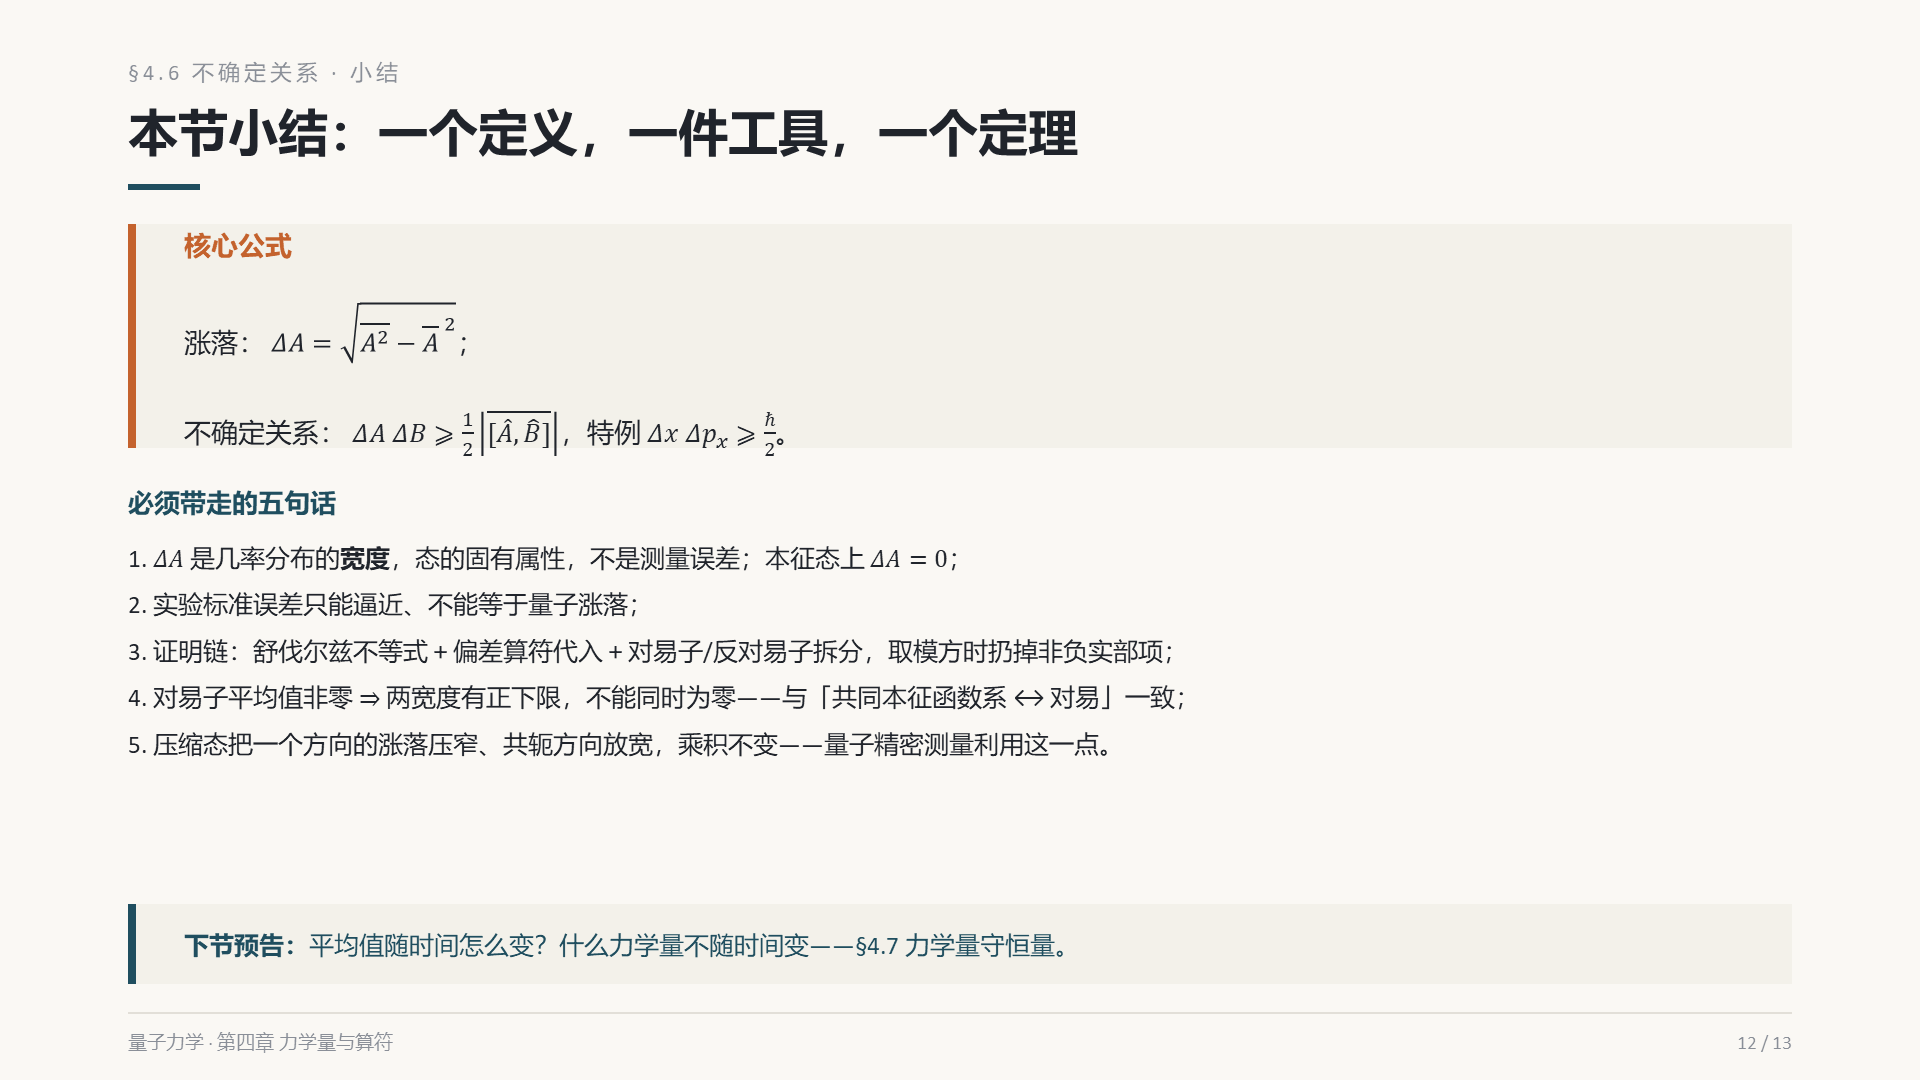 §4.6 不确定关系 · 小结
本节小结：一个定义，一件工具，一个定理
核心公式
涨落： ΔA = √(A̅²̅ − A̅ ²)；
不确定关系： ΔA ΔB ⩾ 1/2 |[Â, B̂]̅|，特例 Δx Δpₓ ⩾ ℏ/2。
必须带走的五句话
1. ΔA 是几率分布的宽度，态的固有属性，不是测量误差；本征态上 ΔA = 0；
2. 实验标准误差只能逼近、不能等于量子涨落；
3. 证明链：舒伐尔兹不等式 + 偏差算符代入 + 对易子/反对易子拆分，取模方时扔掉非负实部项；
4. 对易子平均值非零 ⇒ 两宽度有正下限，不能同时为零——与「共同本征函数系 ↔ 对易」一致；
5. 压缩态把一个方向的涨落压窄、共轭方向放宽，乘积不变——量子精密测量利用这一点。
下节预告：平均值随时间怎么变？什么力学量不随时间变——§4.7 力学量守恒量。
量子力学 · 第四章 力学量与算符
12 / 13